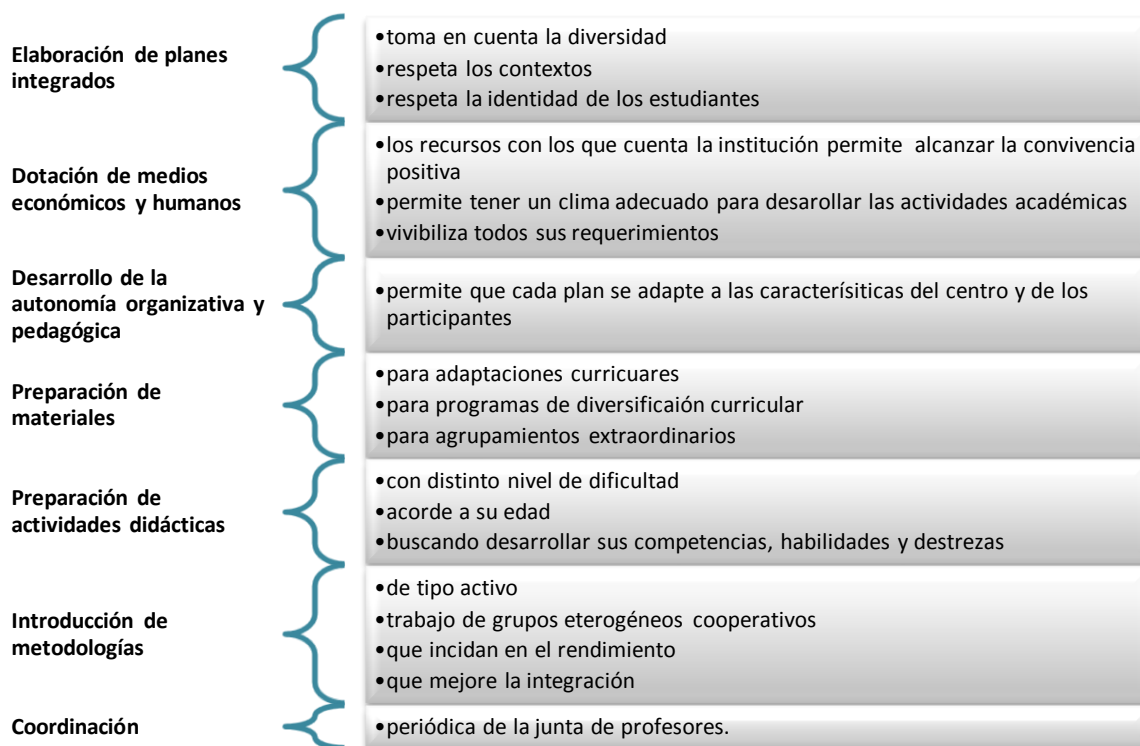 Elaboración de planes
integrados
•toma en cuenta la diversidad
•respeta los contextos
•respeta la identidad de los estudiantes
Dotación de medios
económicos y humanos
•los recursos con los que cuenta la institución permite alcanzar la convivencia
positiva
•permite tener un clima adecuado para desarollar las actividades académicas
•vivibiliza todos sus requerimientos
Desarrollo de la
autonomía organizativa y
pedagógica
•permite que cada plan se adapte a las caracterísiticas del centro y de los
participantes
Preparación de
materiales
•para adaptaciones curricuares
•para programas de diversificaión curricular
•para agrupamientos extraordinarios
Preparación de
actividades didácticas
•con distinto nivel de dificultad
•acorde a su edad
•buscando desarrollar sus competencias, habilidades y destrezas
Introducción de
metodologías
•de tipo activo
•trabajo de grupos eterogéneos cooperativos
•que incidan en el rendimiento
•que mejore la integración
Coordinación
•periódica de la junta de profesores.